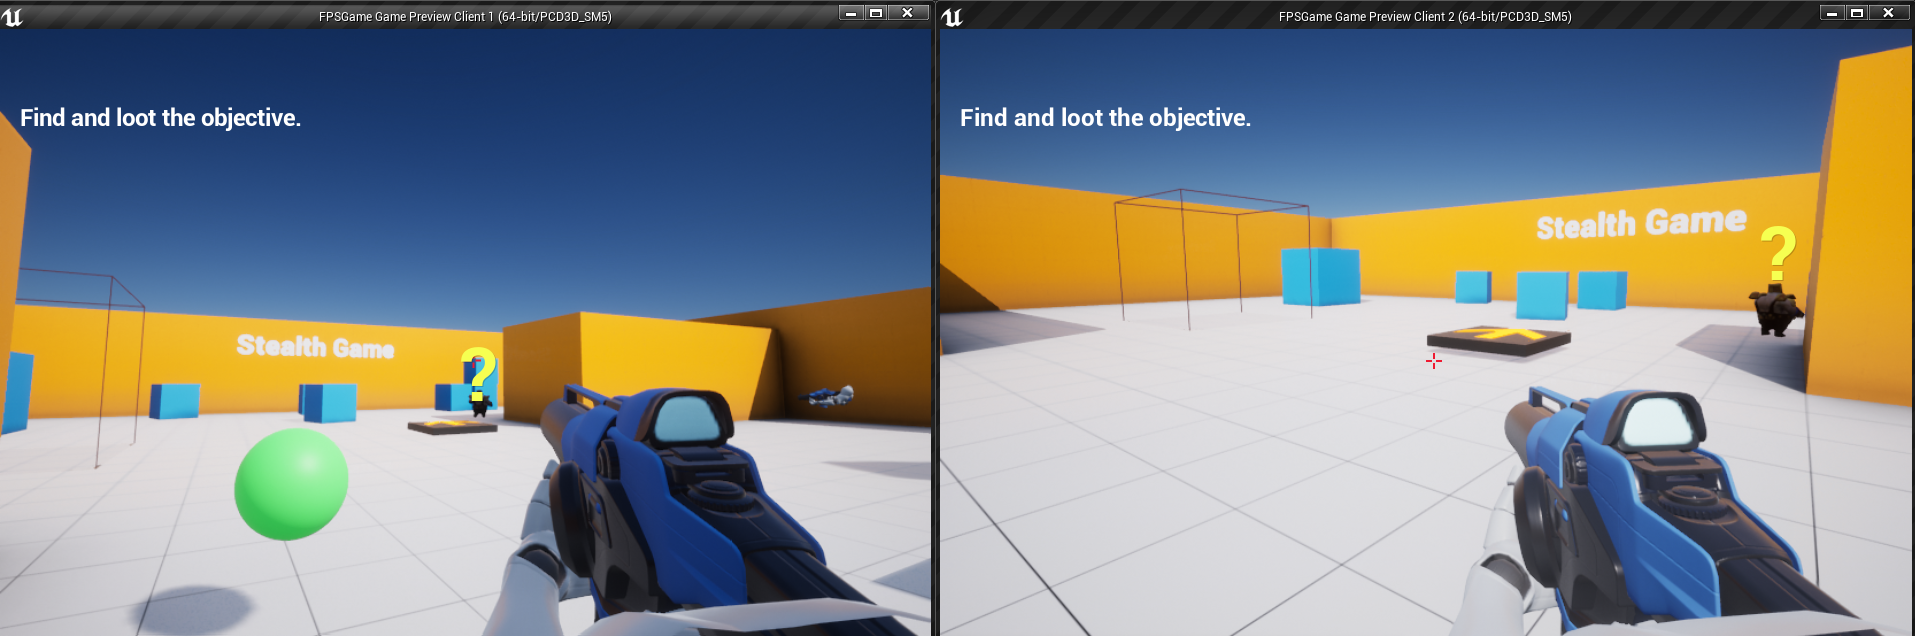 FPSGame Game Preview Client 1 (64-bit/PCD3D_SM5)
Find and loot the objective.
Stealth Game
?
FPSGame Game Preview Client 2 (64-bit/PCD3D_SM5)
Find and loot the objective.
Stealth Game
?